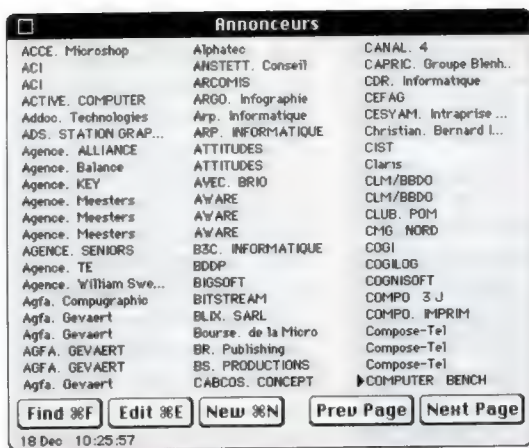 Annonceurs
ACCE. Microshop
ACI
ACI
ACTIVE. COMPUTER
Addoc. Technologies
ADS. STATION GRAP...
Agence. ALLIANCE
Agence. Balance
Agence. KEY
Agence. Meesters
Agence. Meesters
Agence. Meesters
AGENCE. SENIORS
Agence. TE
Agence. William Swe...
Agfa. Compugraphic
Agfa. Gevaert
Agfa. Gevaert
AGFA. GEVAERT
AGFA. GEVAERT
Agfa. Gevaert
Alphatec
ANSTETT. Conseil
ARCOMIS
ARGO. Infographie
Arp. Informatique
ARP. INFORMATIQUE
ATTITUDES
ATTITUDES
AVEC. BRIO
AWARE
AWARE
AWARE
B3C. INFORMATIQUE
BDDP
BIGSOFT
BITSTREAM
BLIX. SARL
Bourse. de la Micro
BR. Publishing
BS. PRODUCTIONS
CABCOS. CONCEPT
CANAL. 4
CAPRIC. Groupe Blenh..
CDR. Informatique
CEFAG
CESYAM. Intraprise ...
Christian. Bernard I...
CIST
Claris
CLM/BBDO
CLM/BBDO
CLUB. POM
CMG NORD
COGI
COGILOG
COGNISOFT
COMPO 3 J
COMPO. IMPRIM
Compose-Tel
Compose-Tel
Compose-Tel
COMPUTER BENCH
Find ⌘F Edit ⌘E New ⌘N Prev Page Next Page
18 Dec 10:25:57